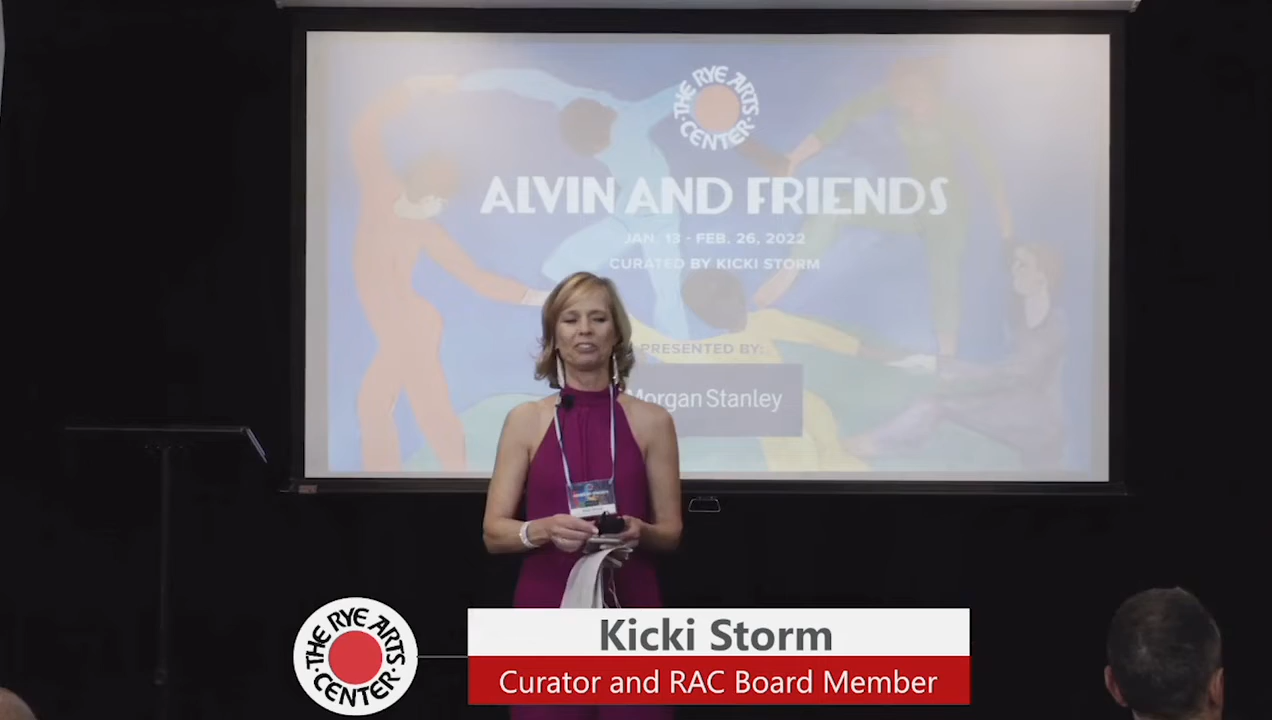 THE RYE ARTS
· CENTER ·
ALVIN AND FRIENDS
JAN. 13 - FEB. 26, 2022
CURATED BY KICKI STORM
PRESENTED BY:
Morgan Stanley
THE RYE ARTS
· CENTER ·
Kicki Storm
Curator and RAC Board Member